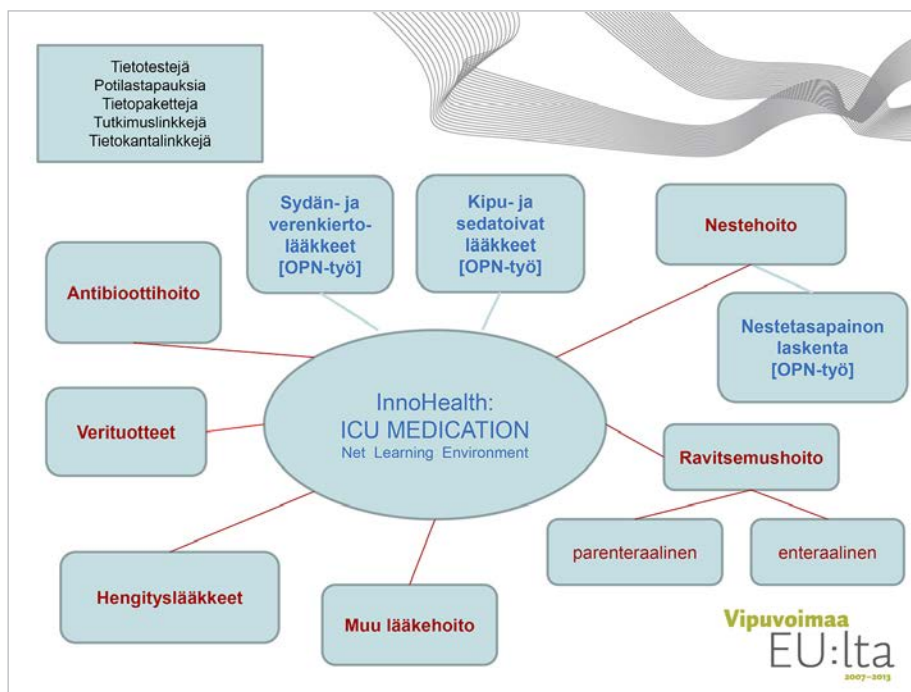 Tietotestejä
Potilastapauksia
Tietopaketteja
Tutkimuslinkkejä
Tietokantalinkkejä
Sydän- ja
verenkierto-
lääkkeet
[OPN-työ]
Kipu- ja
sedatoivat
lääkkeet
[OPN-työ]
Nestehoito
Antibioottihoito
Nestetasapainon
laskenta
[OPN-työ]
InnoHealth:
ICU MEDICATION
Net Learning Environment
Verituotteet
Ravitsemushoito
parenteraalinen
enteraalinen
Hengityslääkkeet
Muu lääkehoito
Vipuvoimaa
EU:lta
2007–2013